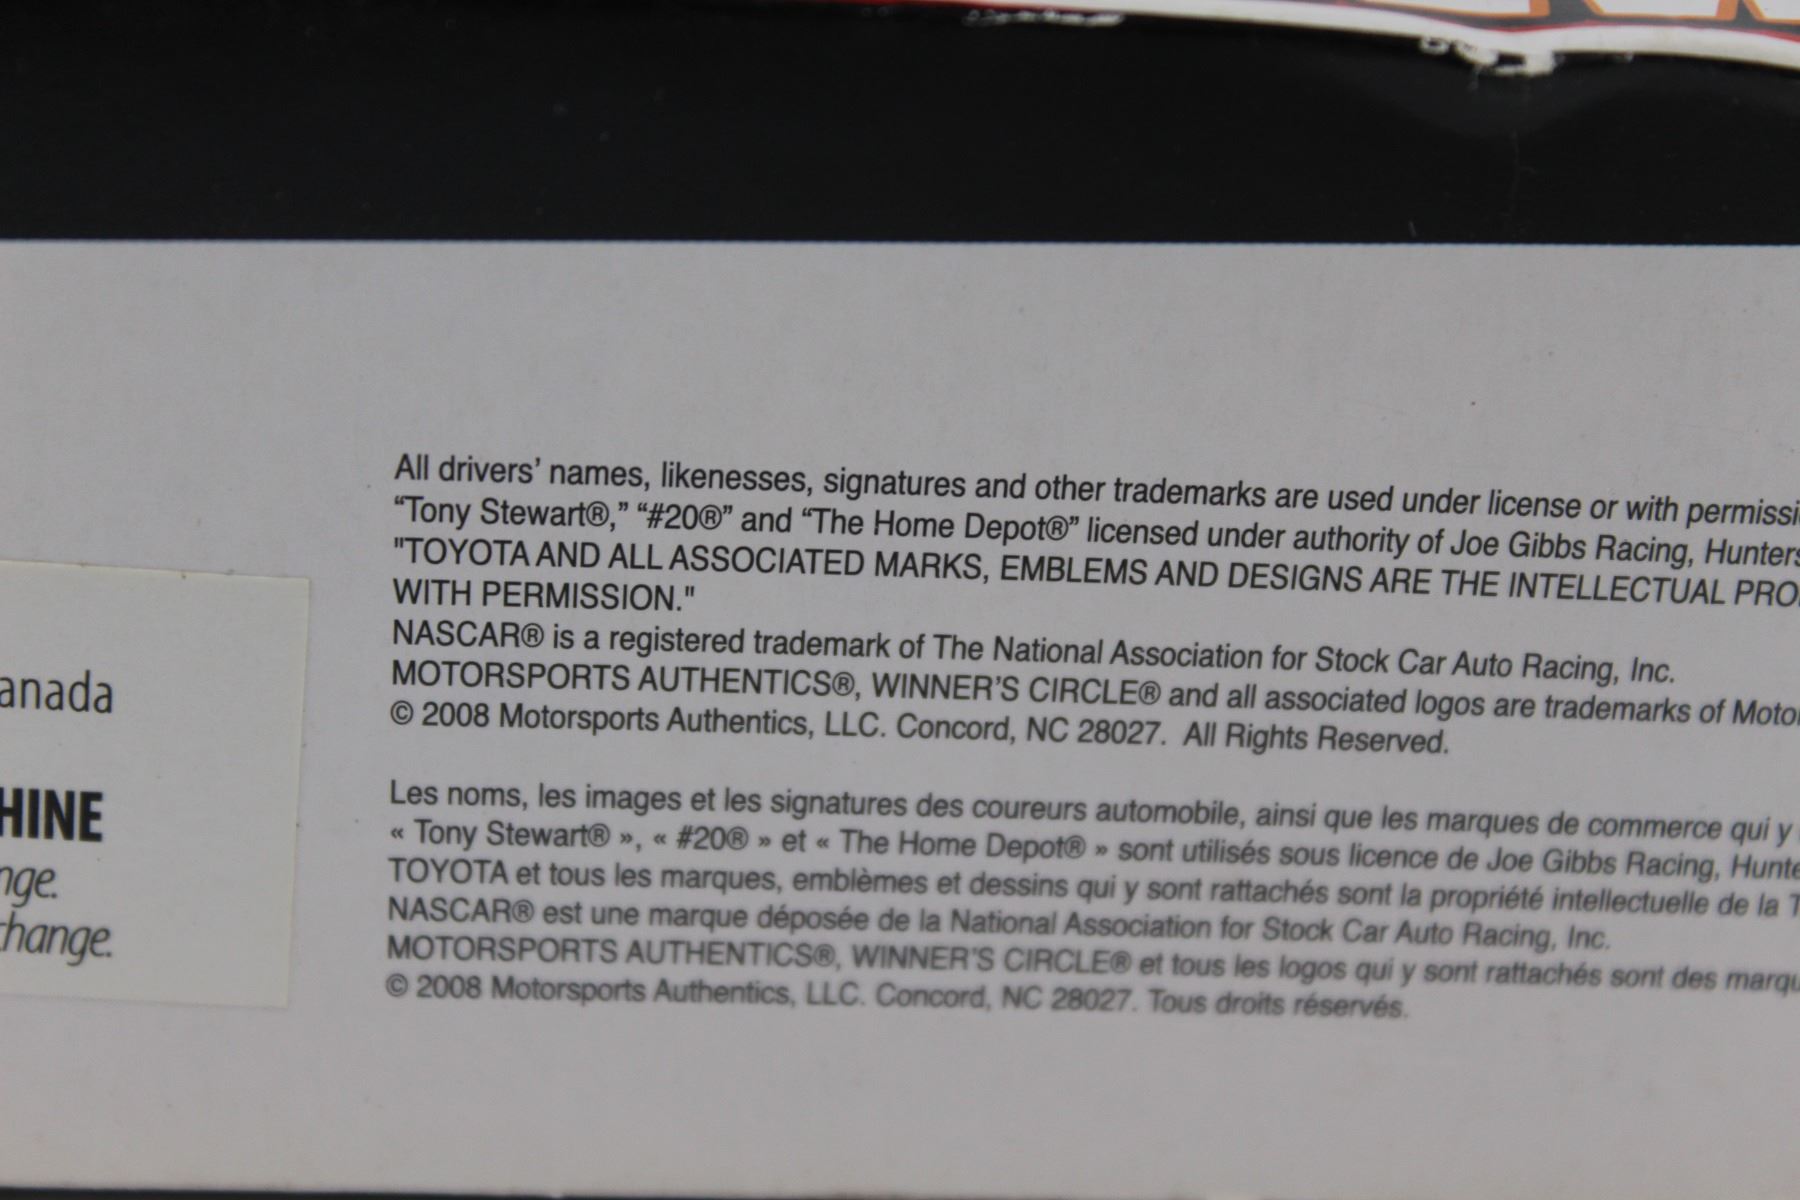 All drivers’ names, likenesses, signatures and other trademarks are used under license or with permissi
“Tony Stewart®,” “#20®” and “The Home Depot®” licensed under authority of Joe Gibbs Racing, Hunters
"TOYOTA AND ALL ASSOCIATED MARKS, EMBLEMS AND DESIGNS ARE THE INTELLECTUAL PRO
WITH PERMISSION."
NASCAR® is a registered trademark of The National Association for Stock Car Auto Racing, Inc.
MOTORSPORTS AUTHENTICS®, WINNER’S CIRCLE® and all associated logos are trademarks of Motor
© 2008 Motorsports Authentics, LLC. Concord, NC 28027. All Rights Reserved.
Les noms, les images et les signatures des coureurs automobile, ainsi que les marques de commerce qui y
« Tony Stewart® », « #20® » et « The Home Depot® » sont utilisés sous licence de Joe Gibbs Racing, Hunte
TOYOTA et tous les marques, emblèmes et dessins qui y sont rattachés sont la propriété intellectuelle de la T
NASCAR® est une marque déposée de la National Association for Stock Car Auto Racing, Inc.
MOTORSPORTS AUTHENTICS®, WINNER’S CIRCLE® et tous les logos qui y sont rattachés sont des marqu
© 2008 Motorsports Authentics, LLC. Concord, NC 28027. Tous droits réservés.
anada
HINE
nge.
change.